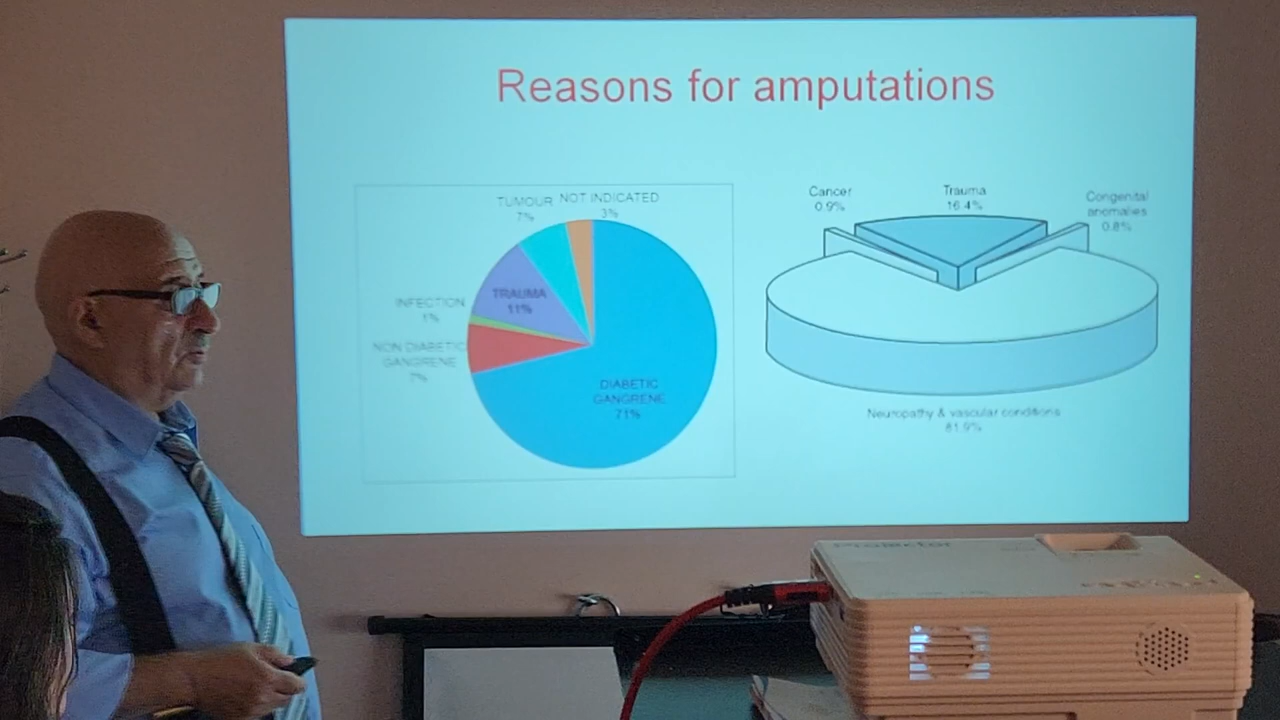 Reasons for amputations
TUMOUR
7%
NOT INDICATED
3%
INFECTION
1%
TRAUMA
11%
NON DIABETIC
GANGRENE
7%
DIABETIC
GANGRENE
71%
Cancer
0.9%
Trauma
16.4%
Congenital
anomalies
0.8%
Neuropathy & vascular conditions
81.9%
Projector